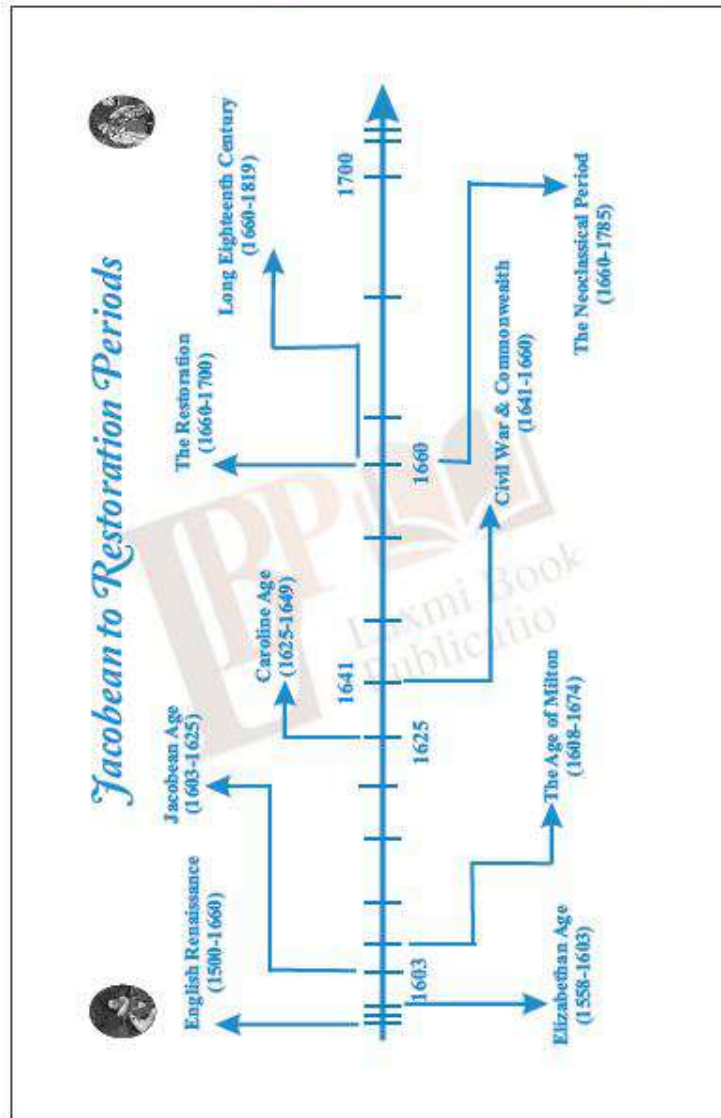 Jacobean to Restoration Periods
English Renaissance
(1500-1660)
Jacobean Age
(1603-1625)
Caroline Age
(1625-1649)
The Restoration
(1660-1700)
Long Eighteenth Century
(1660-1819)
1603
1625
1641
1660
1700
Elizabethan Age
(1558-1603)
The Age of Milton
(1608-1674)
Civil War & Commonwealth
(1641-1660)
The Neoclassical Period
(1660-1785)
LBPP
Laxmi Book
Publicatio